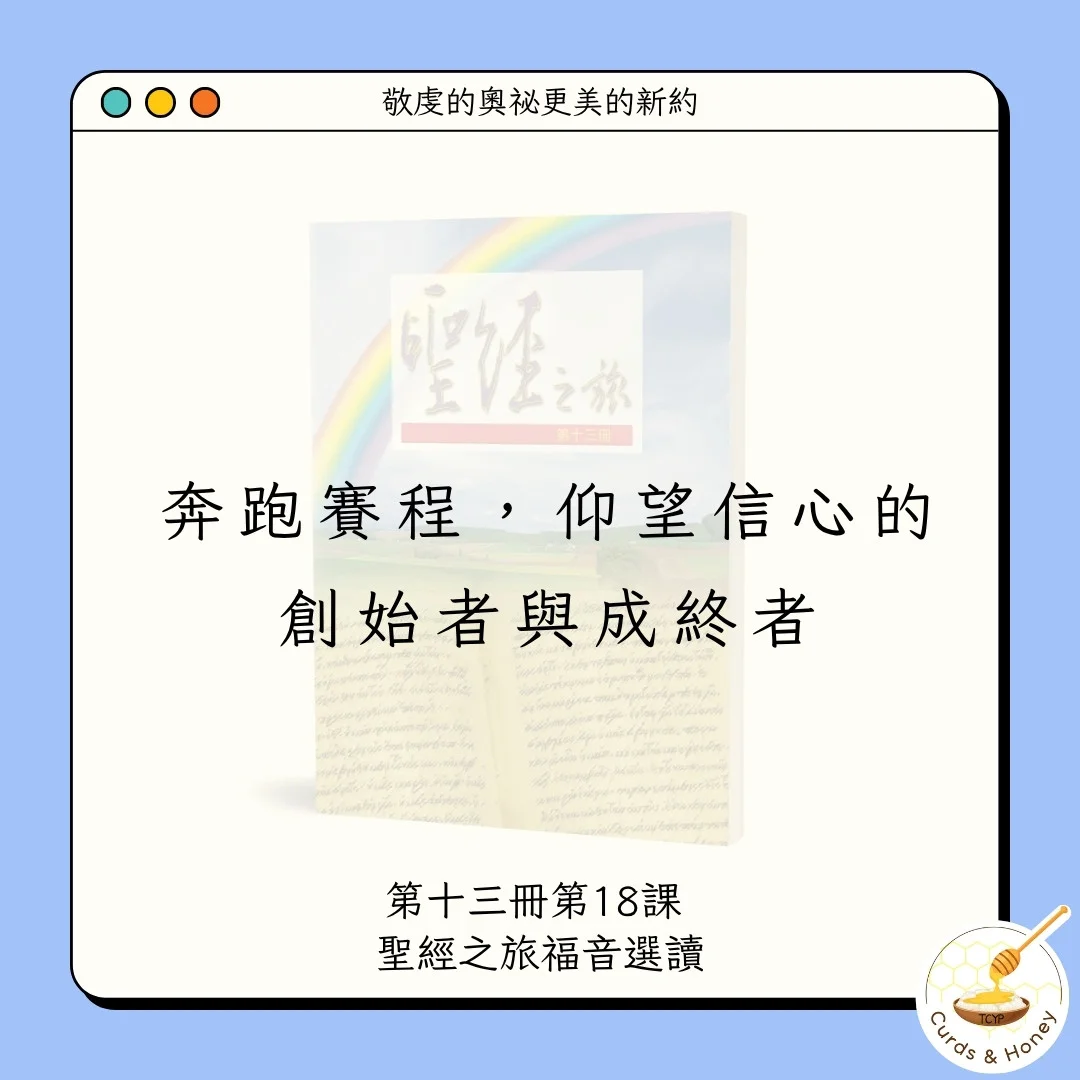 敬虔的奧祕更美的新約
聖經之旅
第十三冊
奔跑賽程，仰望信心的
創始者與成終者
第十三冊第18課
聖經之旅福音選讀
TCYP
Curds & Honey